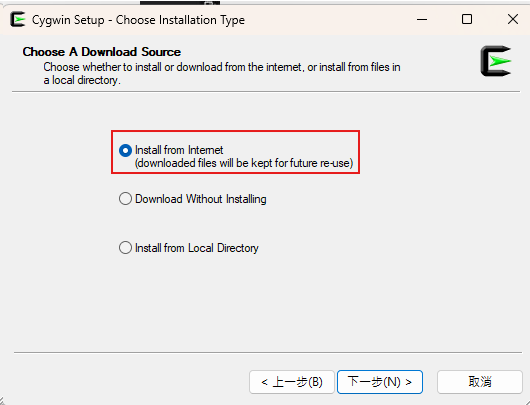 Cygwin Setup - Choose Installation Type
Choose A Download Source
Choose whether to install or download from the internet, or install from files in
a local directory.
Install from Internet
(downloaded files will be kept for future re-use)
Download Without Installing
Install from Local Directory
< 上一步(B)
下一步(N) >
取消